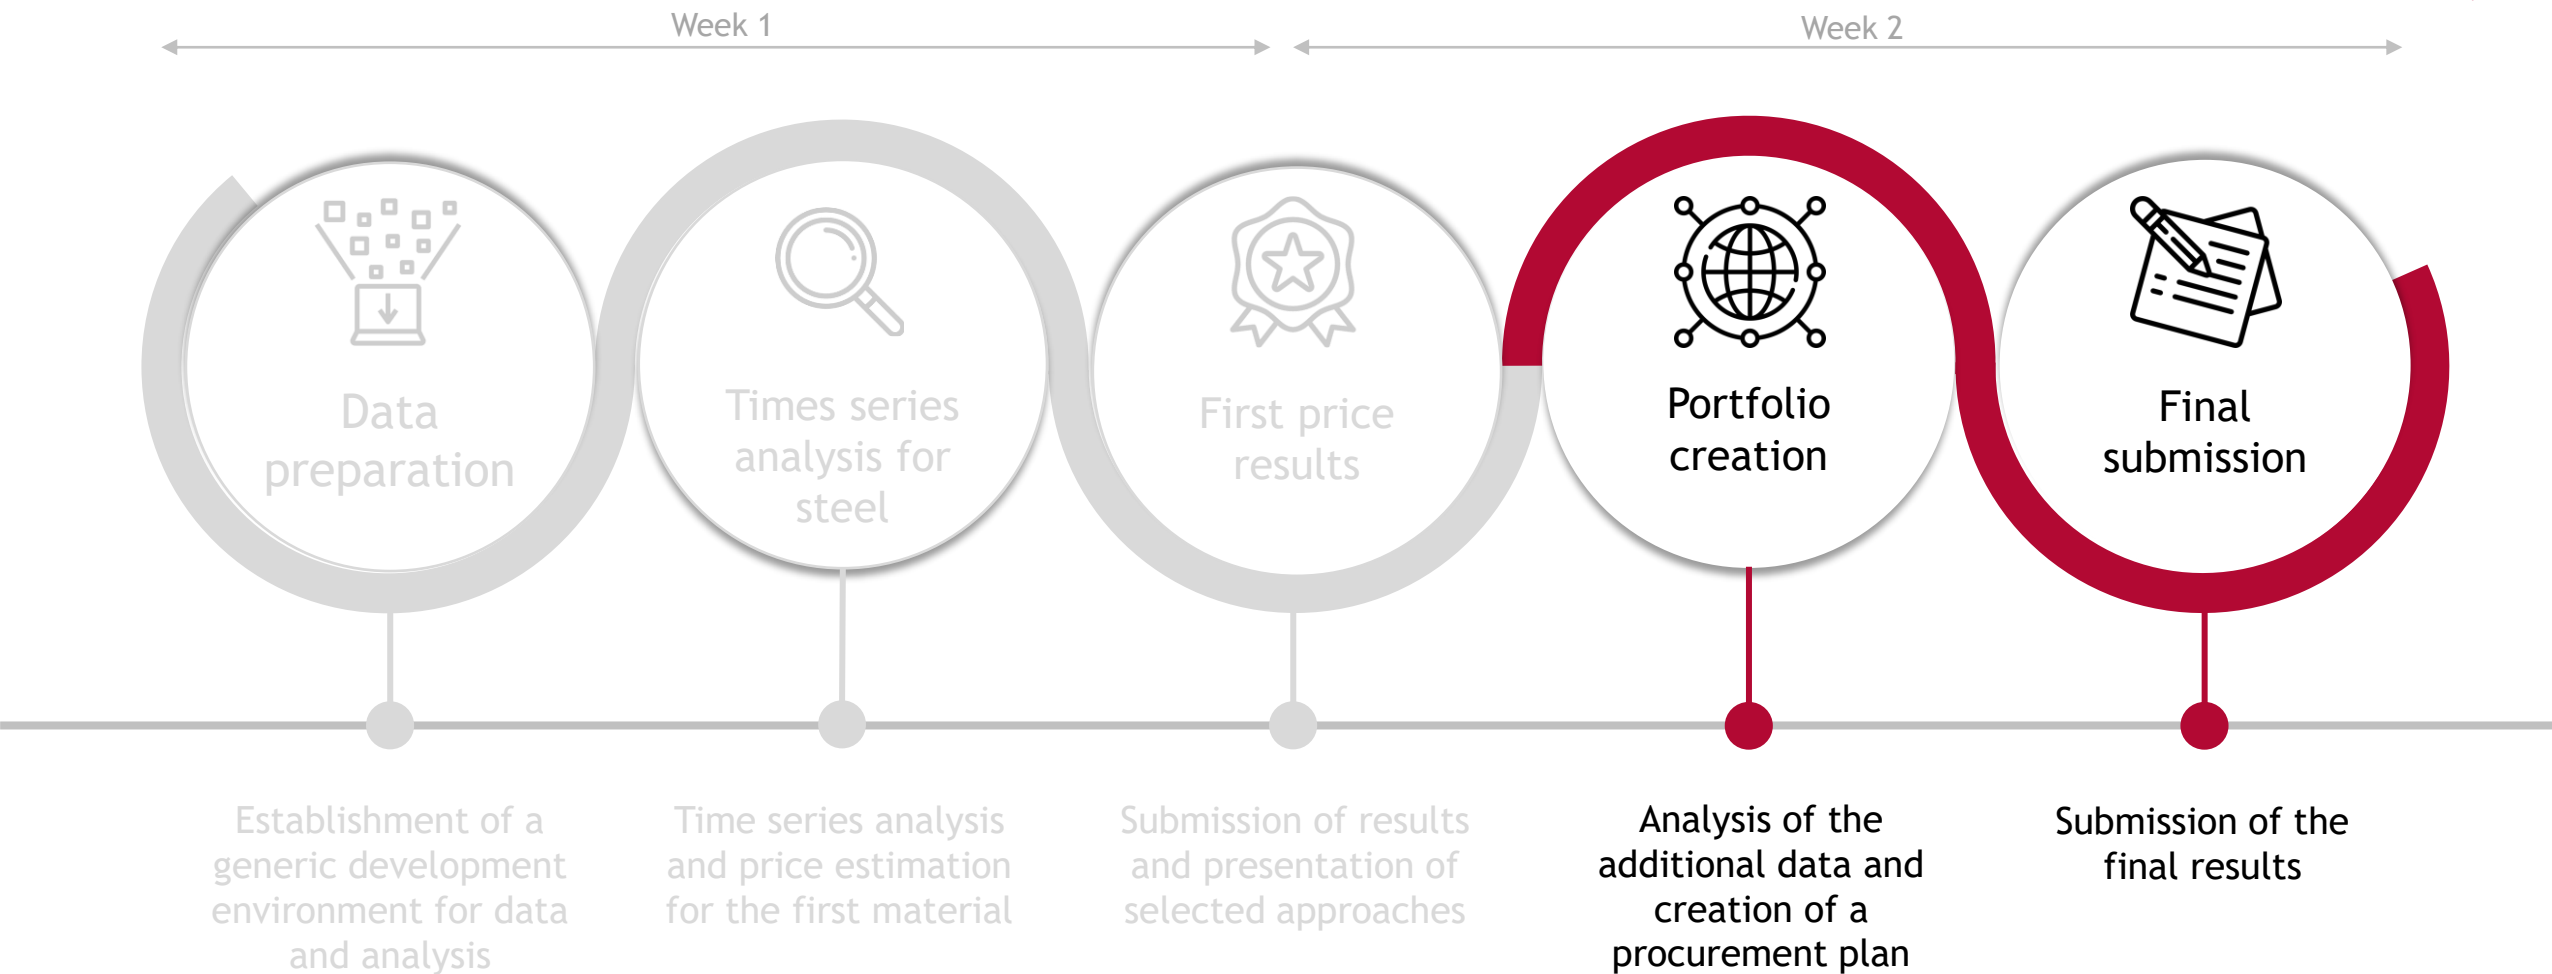 Week 1
Week 2
Data
preparation
Times series
analysis for
steel
First price
results
Portfolio
creation
Final
submission
Establishment of a
generic development
environment for data
and analysis
Time series analysis
and price estimation
for the first material
Submission of results
and presentation of
selected approaches
Analysis of the
additional data and
creation of a
procurement plan
Submission of the
final results